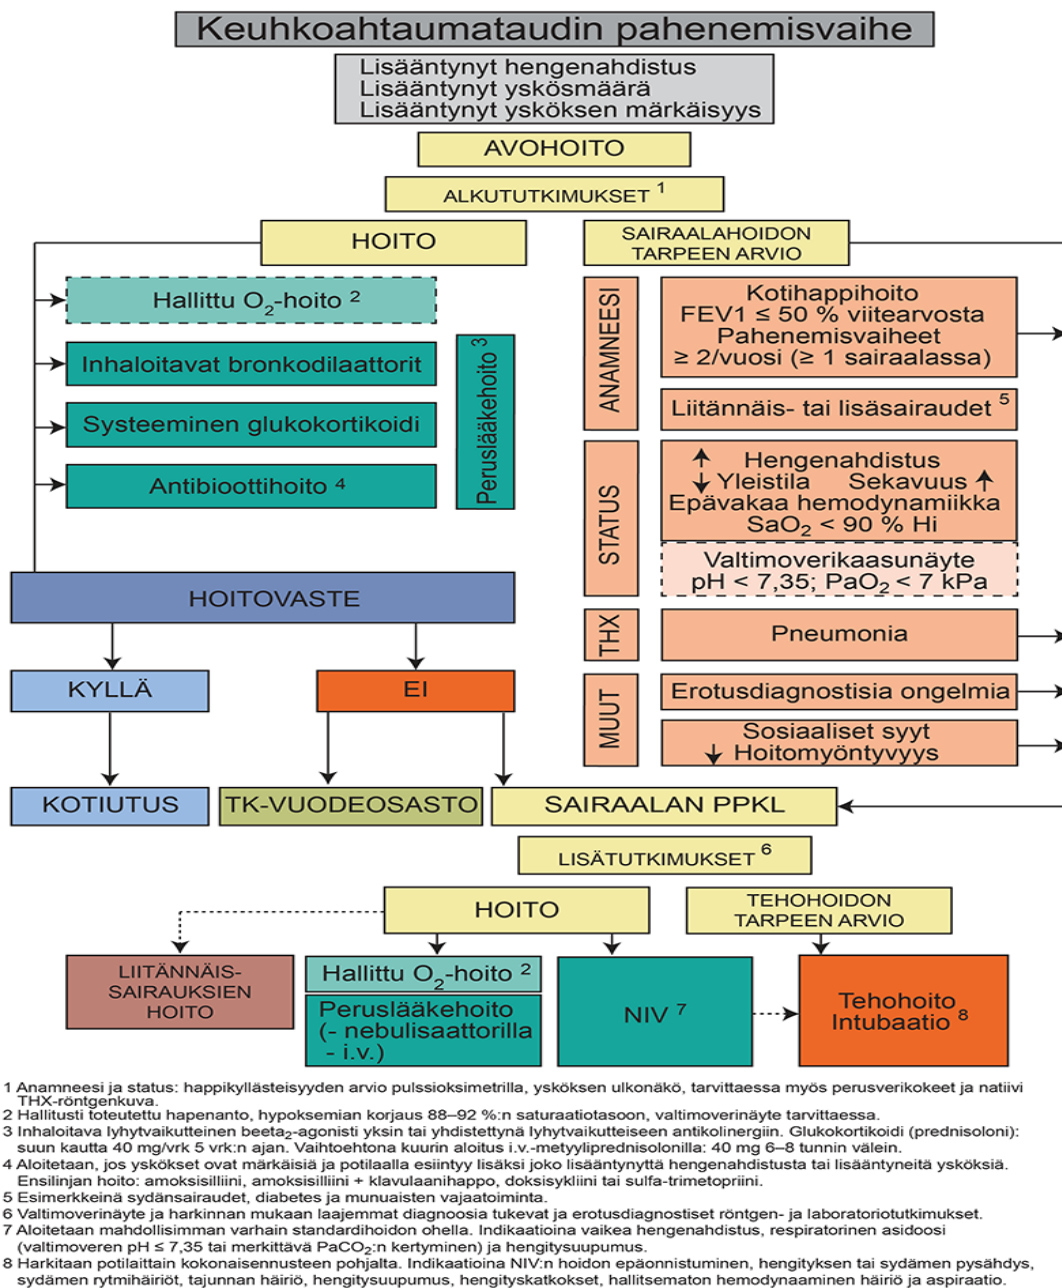 Keuhkoahtaumataudin pahenemisvaihe
Lisääntynyt hengenahdistus
Lisääntynyt yskösmäärä
Lisääntynyt ysköksen märkäisyys
AVOHOITO
ALKUTUTKIMUKSET 1
HOITO
Hallittu O2-hoito 2
Inhaloitavat bronkodilaattorit
Systeeminen glukokortikoidi
Antibioottihoito 4
Peruslääkehoito 3
SAIRAALAHOIDON
TARPEEN ARVIO
ANAMNEESI
Kotihappihoito
FEV1 ≤ 50 % viitearvosta
Pahenemisvaiheet
≥ 2/vuosi (≥ 1 sairaalassa)
Liitännäis- tai lisäsairaudet 5
STATUS
↑ Hengenahdistus
↓ Yleistila Sekavuus ↑
Epävakaa hemodynamiikka
SaO2 < 90 % Hi
Valtimoverikaasunäyte
pH < 7,35; PaO2 < 7 kPa
THX
Pneumonia
MUUT
Erotusdiagnostisia ongelmia
Sosiaaliset syyt
↓ Hoitomyöntyvyys
HOITOVASTE
KYLLÄ
EI
KOTIUTUS
TK-VUODEOSASTO
SAIRAALAN PPKL
LISÄTUTKIMUKSET 6
HOITO
TEHOHOIDON
TARPEEN ARVIO
LIITÄNNÄIS-
SAIRAUKSIEN
HOITO
Hallittu O2-hoito 2
Peruslääkehoito
(- nebulisaattorilla
- i.v.)
NIV 7
Tehohoito
Intubaatio 8
1 Anamneesi ja status: happikyllästeisyyden arvio pulssioksimetrilla, ysköksen ulkonäkö, tarvittaessa myös perusverikokeet ja natiivi
THX-röntgenkuva.
2 Hallitusti toteutettu hapenanto, hypoksemian korjaus 88–92 %:n saturaatiotasoon, valtimoverinäyte tarvittaessa.
3 Inhaloitava lyhytvaikutteinen beeta2-agonisti yksin tai yhdistettynä lyhytvaikutteiseen antikolinergiin. Glukokortikoidi (prednisoloni):
suun kautta 40 mg/vrk 5 vrk:n ajan. Vaihtoehtona kuurin aloitus i.v.-metyyliprednisolonilla: 40 mg 6–8 tunnin välein.
4 Aloitetaan, jos yskökset ovat märkäisiä ja potilaalla esiintyy lisäksi joko lisääntynyttä hengenahdistusta tai lisääntyneitä ysköksiä.
Ensilinjan hoito: amoksisilliini, amoksisilliini + klavulaanihappo, doksisykliini tai sulfa-trimetopriini.
5 Esimerkkeinä sydänsairaudet, diabetes ja munuaisten vajaatoiminta.
6 Valtimoverinäyte ja harkinnan mukaan laajemmat diagnoosia tukevat ja erotusdiagnostiset röntgen- ja laboratoriotutkimukset.
7 Aloitetaan mahdollisimman varhain standardihoidon ohella. Indikaatioina vaikea hengenahdistus, respiratorinen asidoosi
(valtimoveren pH ≤ 7,35 tai merkittävä PaCO2:n kertyminen) ja hengitysuupumus.
8 Harkitaan potilaittain kokonaisennusteen pohjalta. Indikaatioina NIV:n hoidon epäonnistuminen, hengityksen tai sydämen pysähdys,
sydämen rytmihäiriöt, tajunnan häiriö, hengitysuupumus, hengityskatkokset, hallitsematon hemodynaaminen häiriö ja aspiraatio.